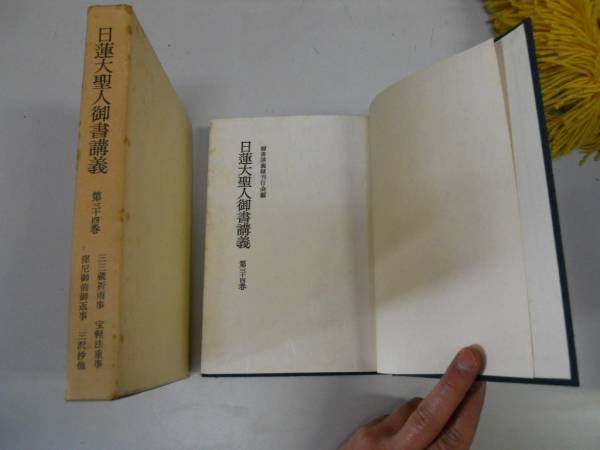 日蓮大聖人御書講義
第三十四巻
三三蔵祈雨事 宝軽法重事
窪尼御前御返事 三沢抄他
御書講義録刊行会編
日蓮大聖人御書講義
第三十四巻